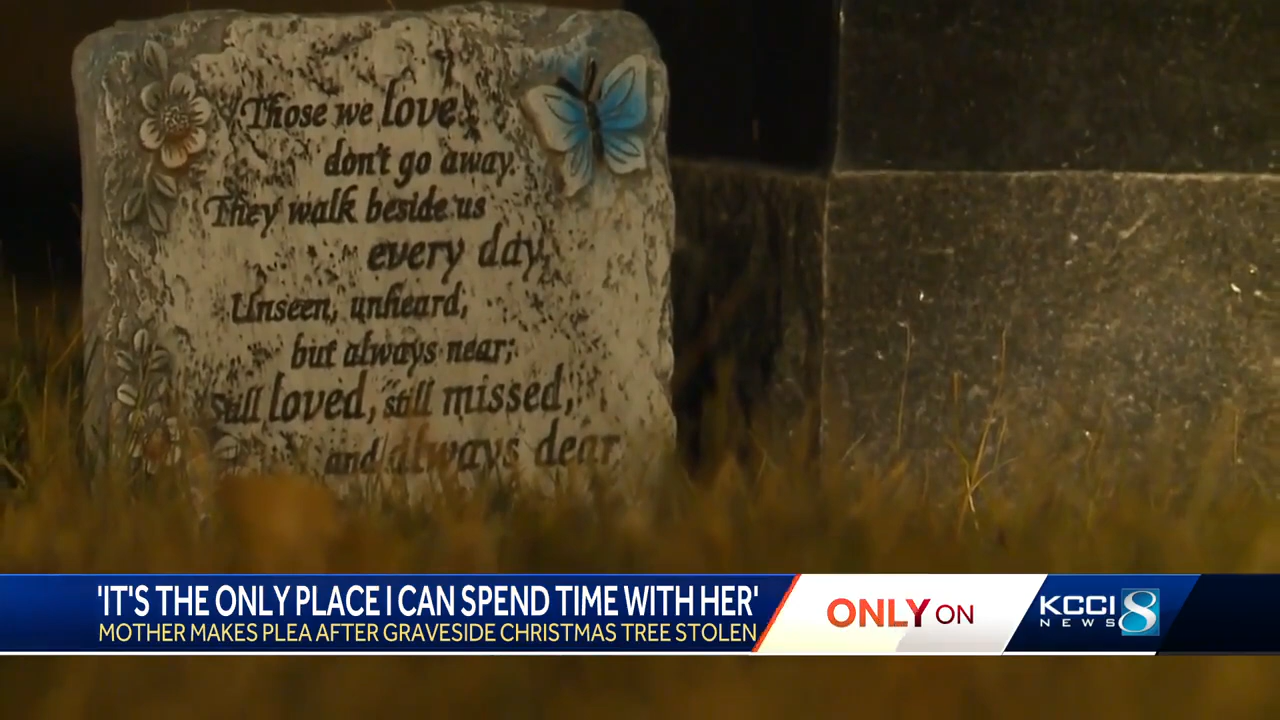 Those we love
don't go away.
They walk beside us
every day,
Unseen, unheard,
but always near;
Still loved, still missed,
and always dear.
'IT'S THE ONLY PLACE I CAN SPEND TIME WITH HER'
MOTHER MAKES PLEA AFTER GRAVESIDE CHRISTMAS TREE STOLEN
ONLY ON
KCCI 8
NEWS